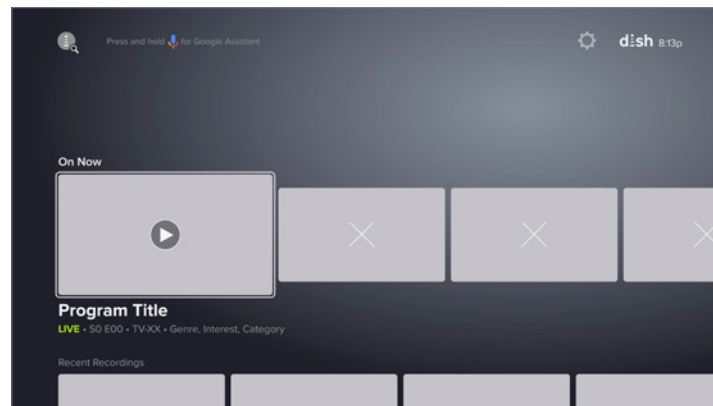 Press and hold for Google Assistant
dish 8:13p
On Now
Program Title
LIVE • S0 E00 • TV-XX • Genre, Interest, Category
Recent Recordings